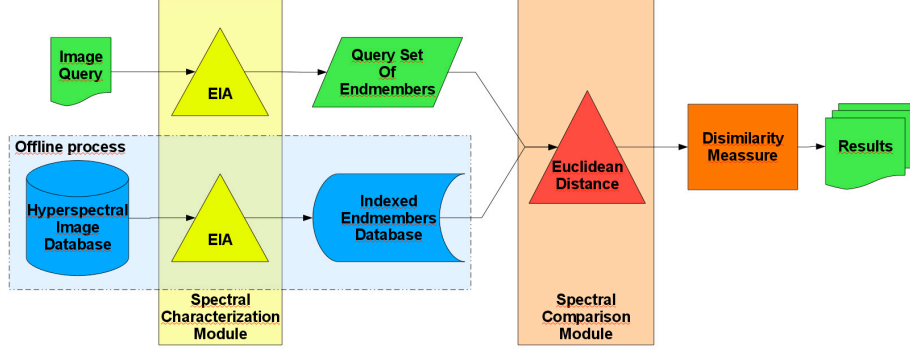 Image
Query
EIA
Query Set
Of
Endmembers
Offline process
Hyperspectral
Image
Database
EIA
Indexed
Endmembers
Database
Euclidean
Distance
Disimilarity
Meassure
Results
Spectral
Characterization
Module
Spectral
Comparison
Module